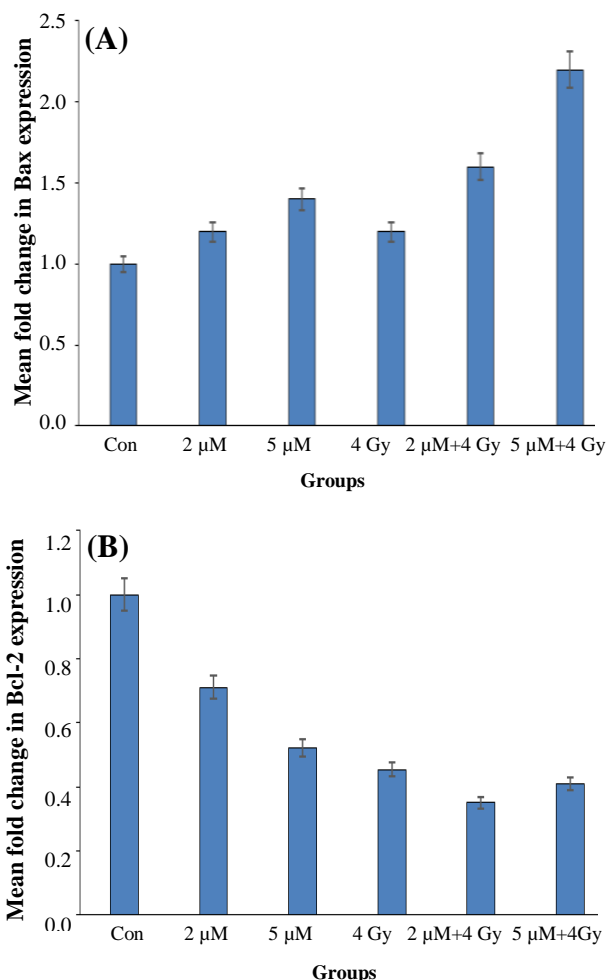 (A)
Mean fold change in Bax expression
2.5
2.0
1.5
1.0
0.5
0.0
Con 2 µM 5 µM 4 Gy 2 µM+4 Gy 5 µM+4 Gy
Groups
(B)
Mean fold change in Bcl-2 expression
1.2
1.0
0.8
0.6
0.4
0.2
0.0
Con 2 µM 5 µM 4 Gy 2 µM+4 Gy 5 µM+4Gy
Groups